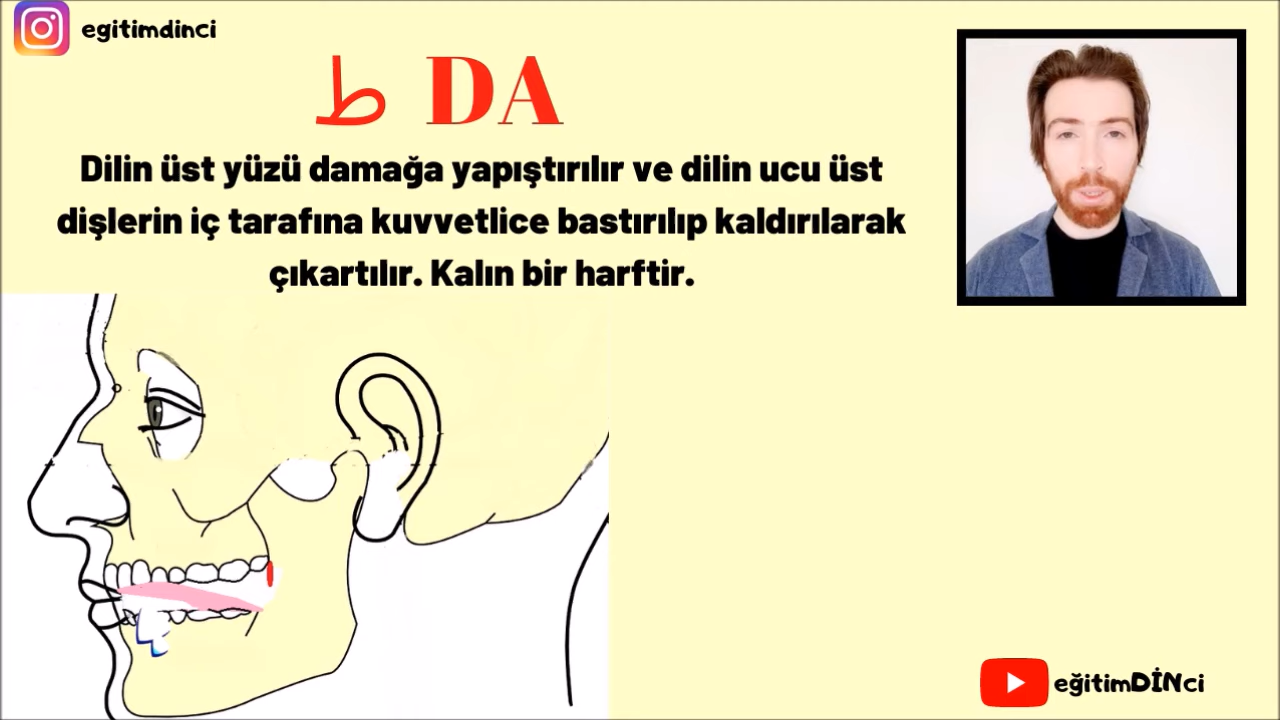 egitimdinci
ط DA
Dilin üst yüzü damağa yapıştırılır ve dilin ucu üst
dişlerin iç tarafına kuvvetlice bastırılıp kaldırılarak
çıkartılır. Kalın bir harftir.
eğitimDİNci